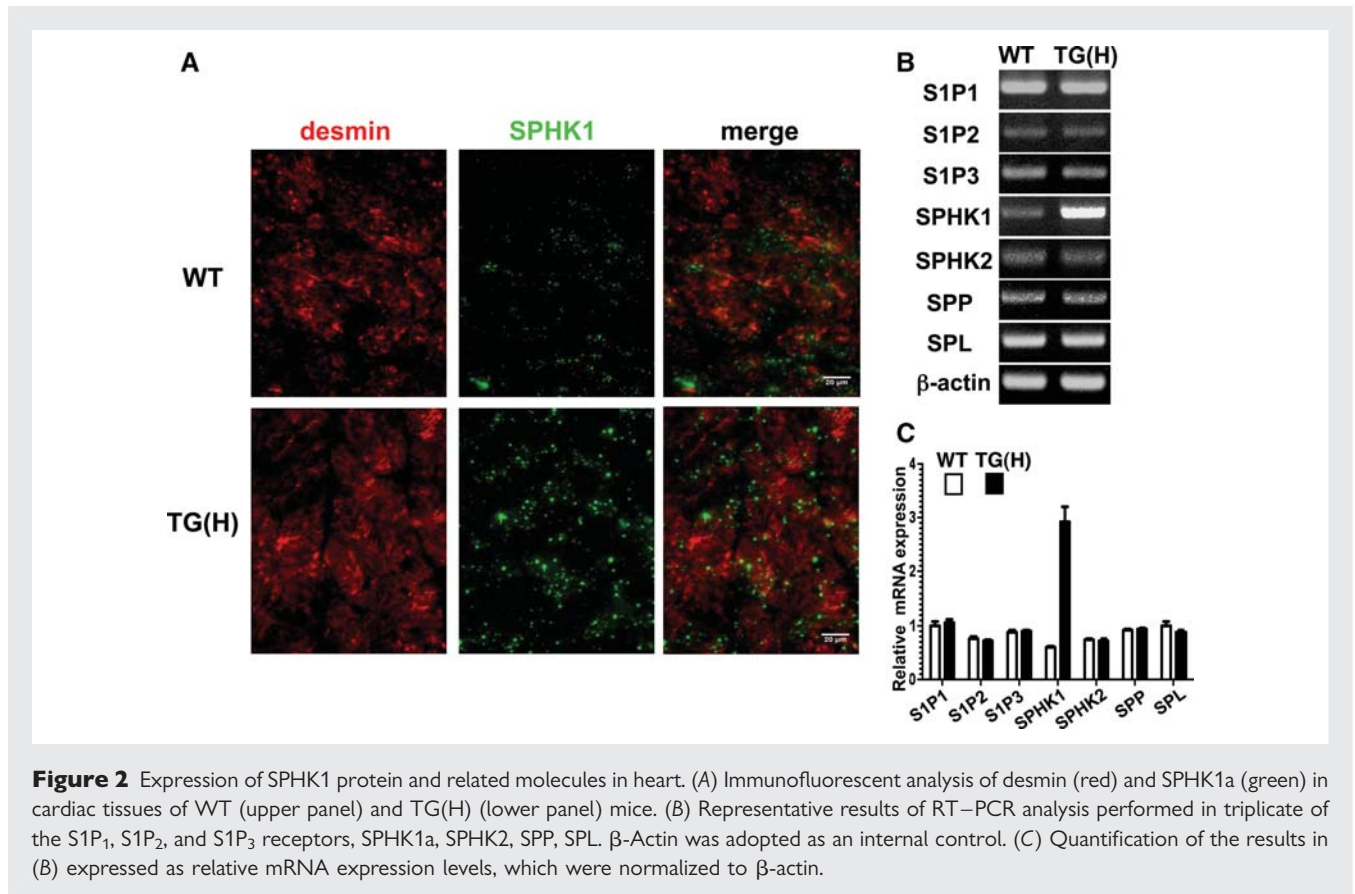 A
desmin SPHK1 merge
WT
20 µm
TG(H)
20 µm
B
WT TG(H)
S1P1
S1P2
S1P3
SPHK1
SPHK2
SPP
SPL
β-actin
C
WT TG(H)
Relative mRNA expression
4
3
2
1
0
S1P1 S1P2 S1P3 SPHK1 SPHK2 SPP SPL
Figure 2 Expression of SPHK1 protein and related molecules in heart. (A) Immunofluorescent analysis of desmin (red) and SPHK1a (green) in
cardiac tissues of WT (upper panel) and TG(H) (lower panel) mice. (B) Representative results of RT–PCR analysis performed in triplicate of
the S1P₁, S1P₂, and S1P₃ receptors, SPHK1a, SPHK2, SPP, SPL. β-Actin was adopted as an internal control. (C) Quantification of the results in
(B) expressed as relative mRNA expression levels, which were normalized to β-actin.